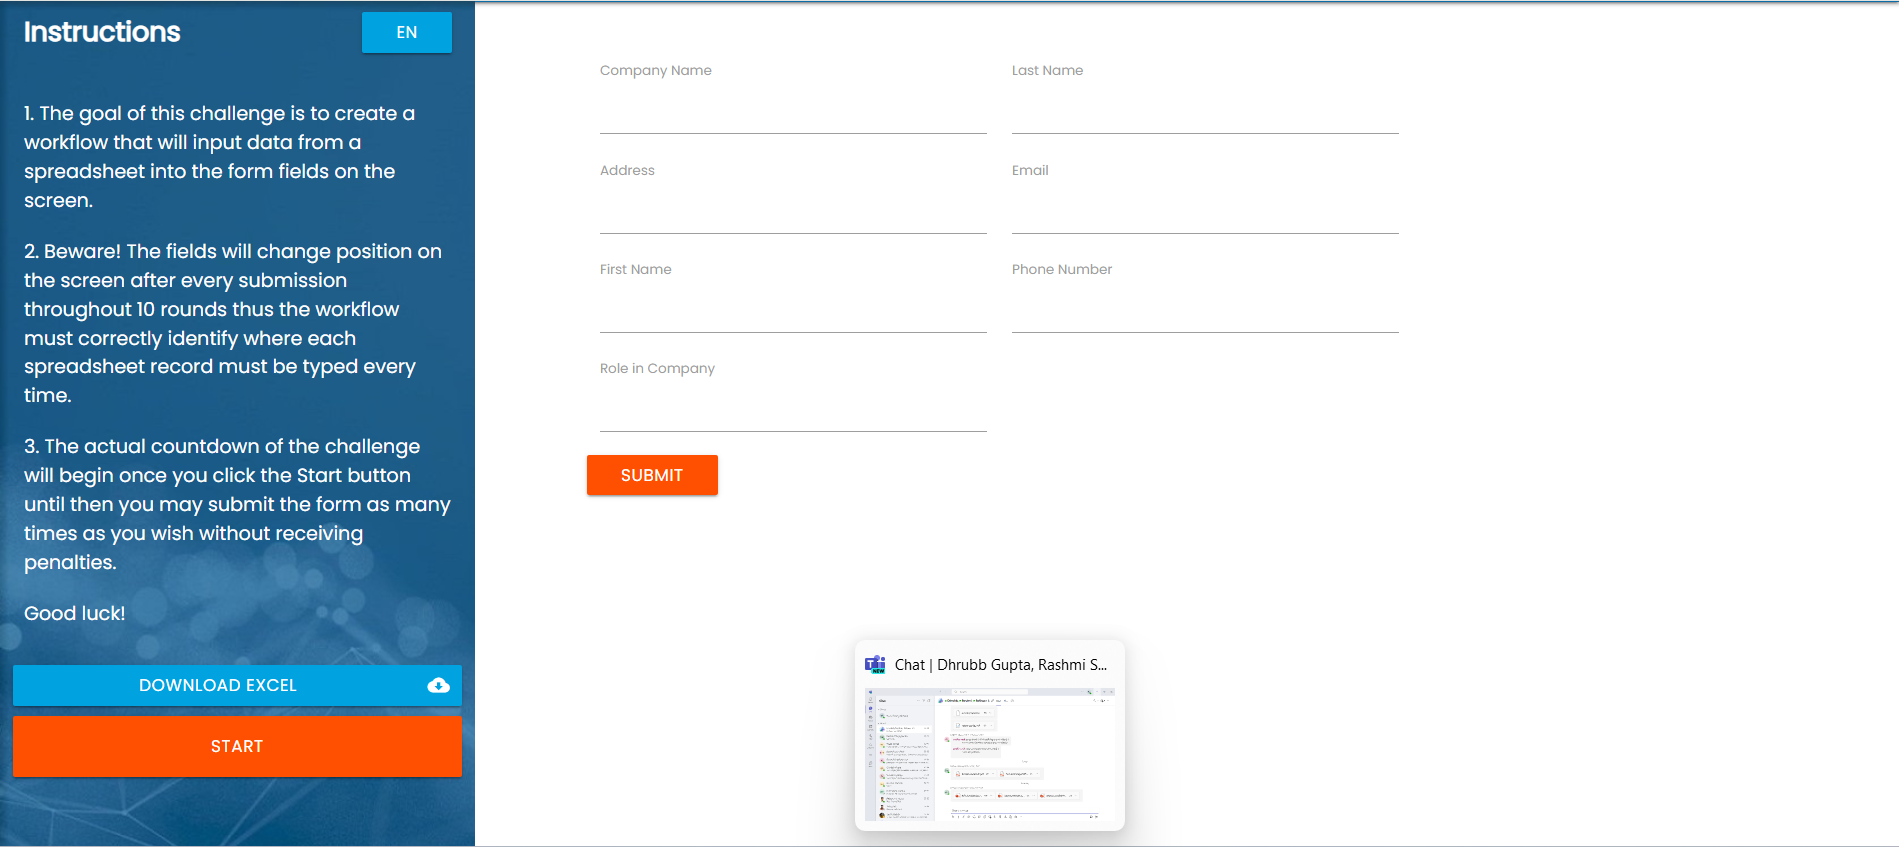 Instructions
EN
1. The goal of this challenge is to create a
workflow that will input data from a
spreadsheet into the form fields on the
screen.
2. Beware! The fields will change position on
the screen after every submission
throughout 10 rounds thus the workflow
must correctly identify where each
spreadsheet record must be typed every
time.
3. The actual countdown of the challenge
will begin once you click the Start button
until then you may submit the form as many
times as you wish without receiving
penalties.
Good luck!
DOWNLOAD EXCEL
START
Company Name
Last Name
Address
Email
First Name
Phone Number
Role in Company
SUBMIT
Chat | Dhrubb Gupta, Rashmi S...